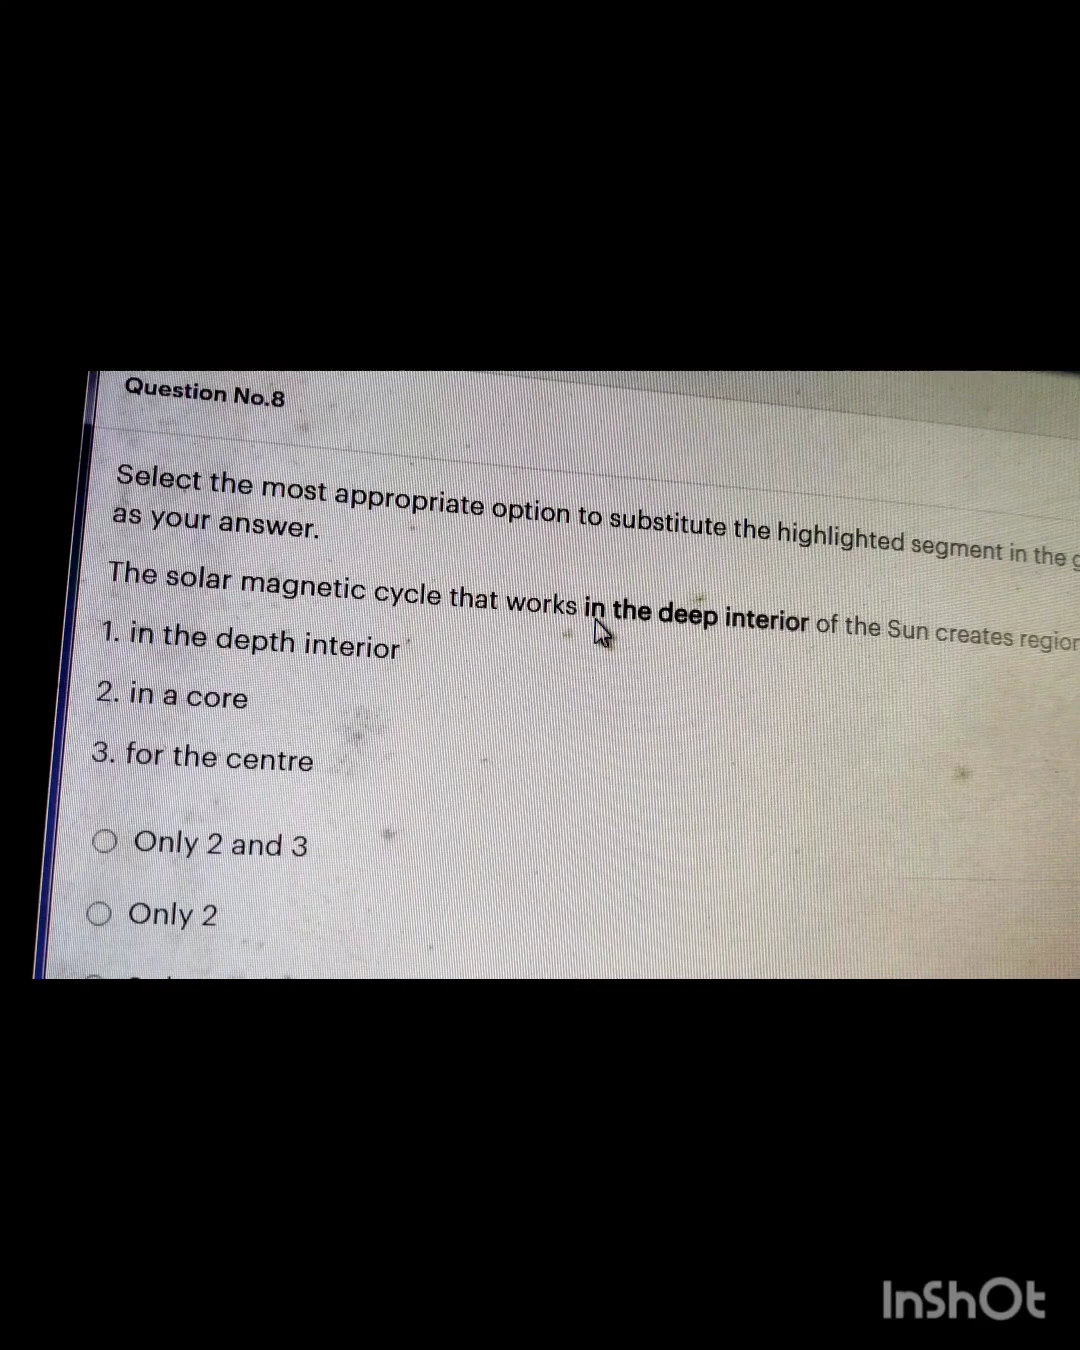 Question No.8
Select the most appropriate option to substitute the highlighted segment in the
as your answer.
The solar magnetic cycle that works in the deep interior of the Sun creates
1. in the depth interior
2. in a core
3. for the centre
Only 2 and 3
Only 2
InShOt